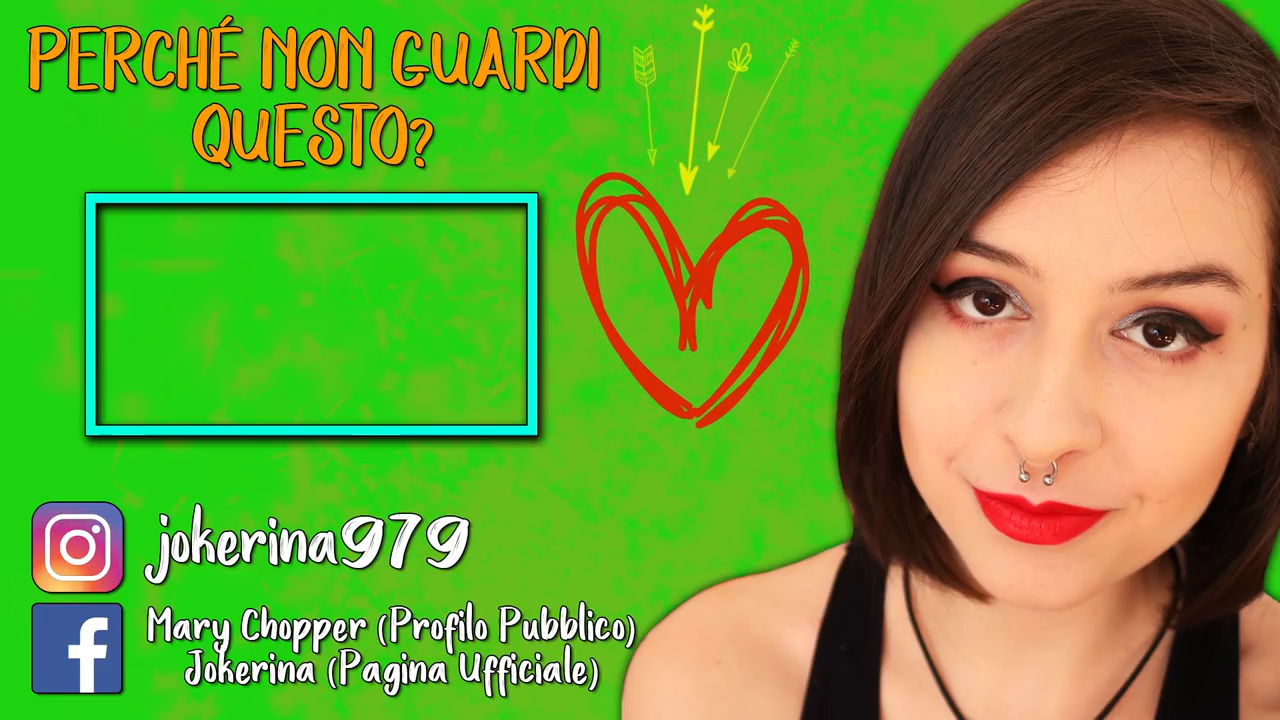 PERCHÉ NON GUARDI
QUESTO?
jokerina979
Mary Chopper (Profilo Pubblico)
Jokerina (Pagina Ufficiale)